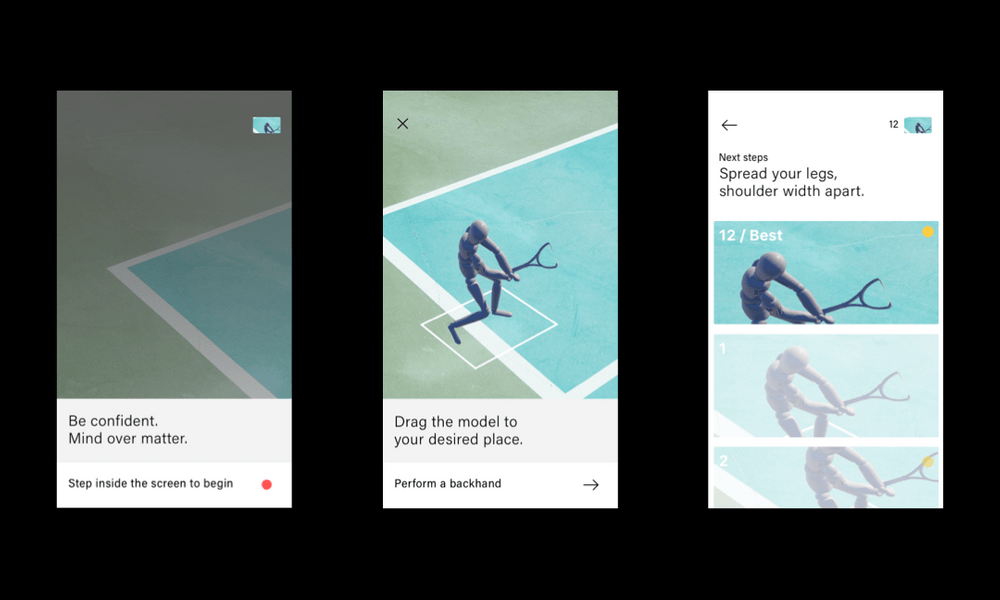 Be confident.
Mind over matter.
Step inside the screen to begin
Drag the model to
your desired place.
Perform a backhand
12
Next steps
Spread your legs,
shoulder width apart.
12 / Best
1
2